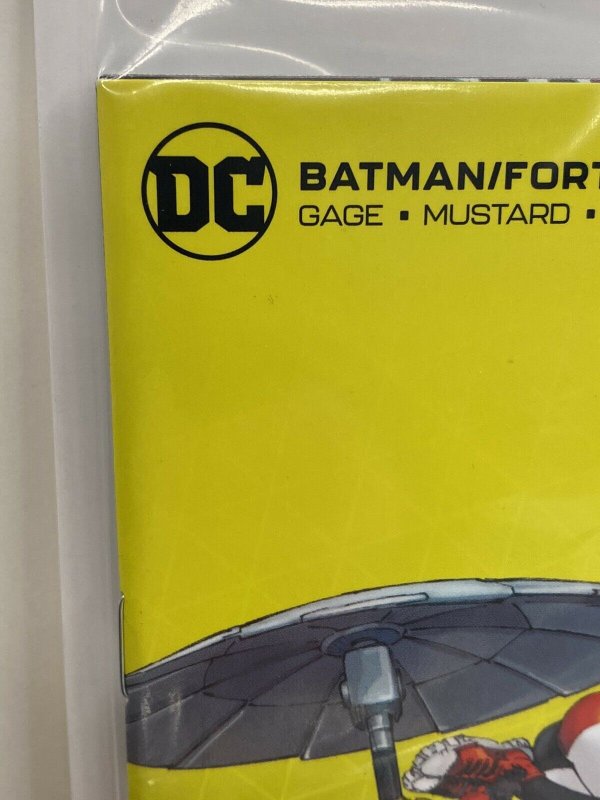 DC
BATMAN/FORT
GAGE ▪ MUSTARD ▪